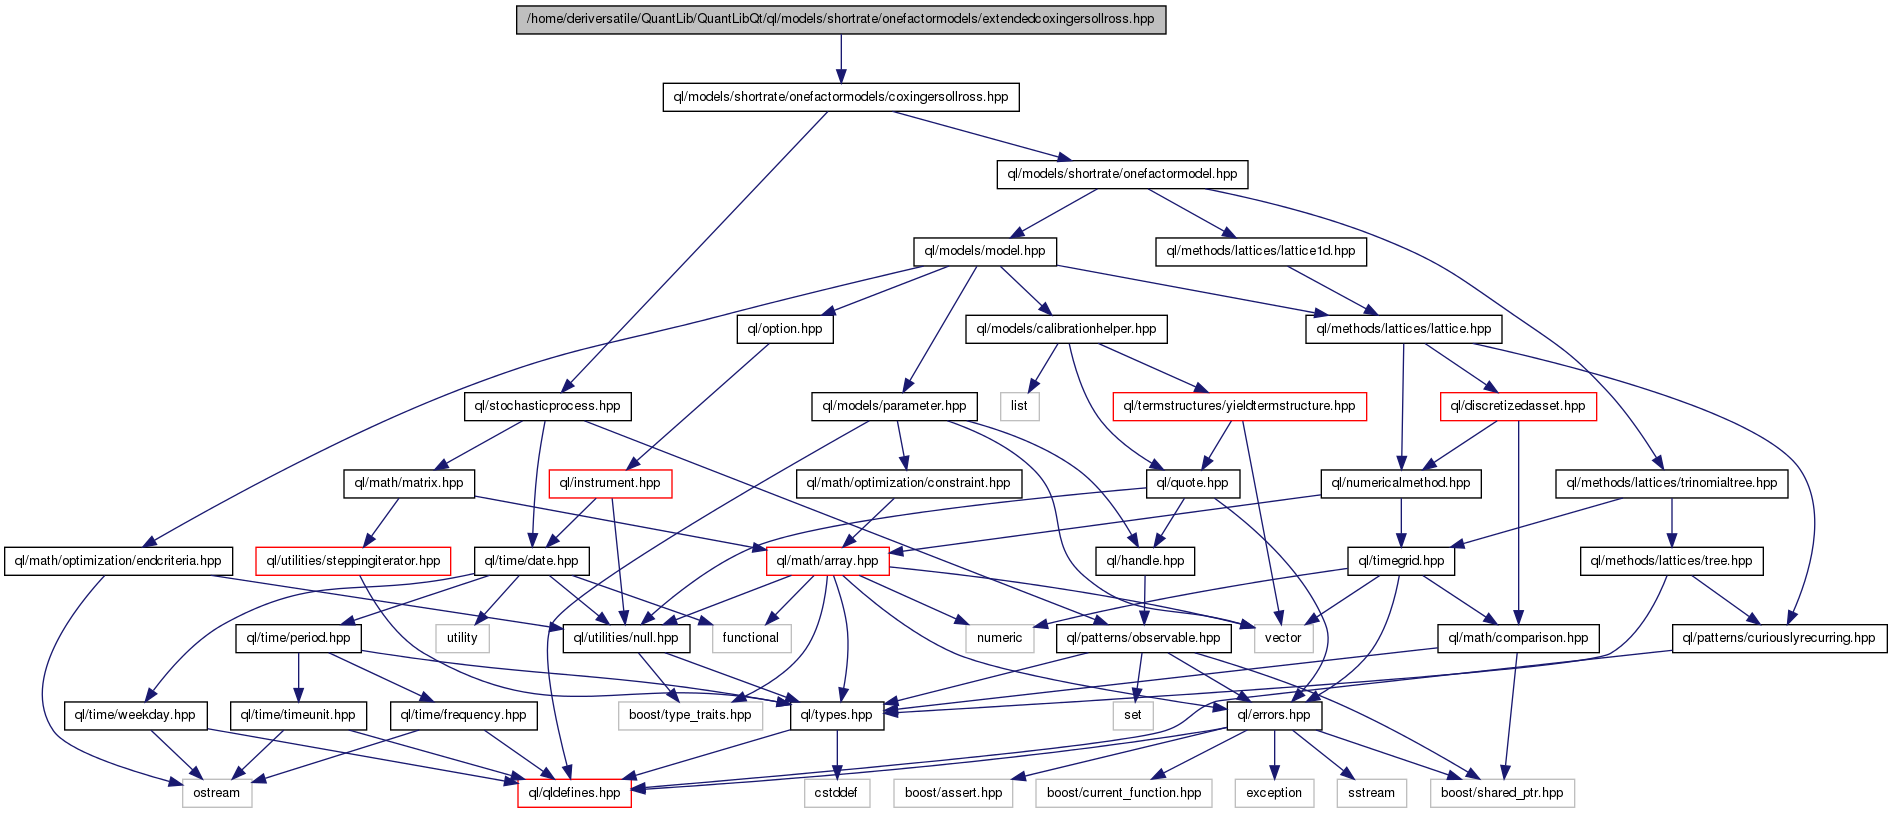 /home/deriversatile/QuantLib/QuantLibQt/ql/models/shortrate/onefactormodels/extendedcoxingersollross.hpp
ql/models/shortrate/onefactormodels/coxingersollross.hpp
ql/models/shortrate/onefactormodel.hpp
ql/models/model.hpp
ql/methods/lattices/lattice1d.hpp
ql/option.hpp
ql/models/calibrationhelper.hpp
ql/methods/lattices/lattice.hpp
ql/stochasticprocess.hpp
ql/models/parameter.hpp
list
ql/termstructures/yieldtermstructure.hpp
ql/discretizedasset.hpp
ql/math/matrix.hpp
ql/instrument.hpp
ql/math/optimization/constraint.hpp
ql/quote.hpp
ql/numericalmethod.hpp
ql/methods/lattices/trinomialtree.hpp
ql/math/optimization/endcriteria.hpp
ql/utilities/steppingiterator.hpp
ql/time/date.hpp
ql/math/array.hpp
ql/handle.hpp
ql/timegrid.hpp
ql/methods/lattices/tree.hpp
ql/time/period.hpp
utility
ql/utilities/null.hpp
functional
numeric
ql/patterns/observable.hpp
vector
ql/math/comparison.hpp
ql/patterns/curiouslyrecurring.hpp
ql/time/weekday.hpp
ql/time/timeunit.hpp
ql/time/frequency.hpp
boost/type_traits.hpp
ql/types.hpp
set
ql/errors.hpp
ostream
ql/qldefines.hpp
cstddef
boost/assert.hpp
boost/current_function.hpp
exception
sstream
boost/shared_ptr.hpp